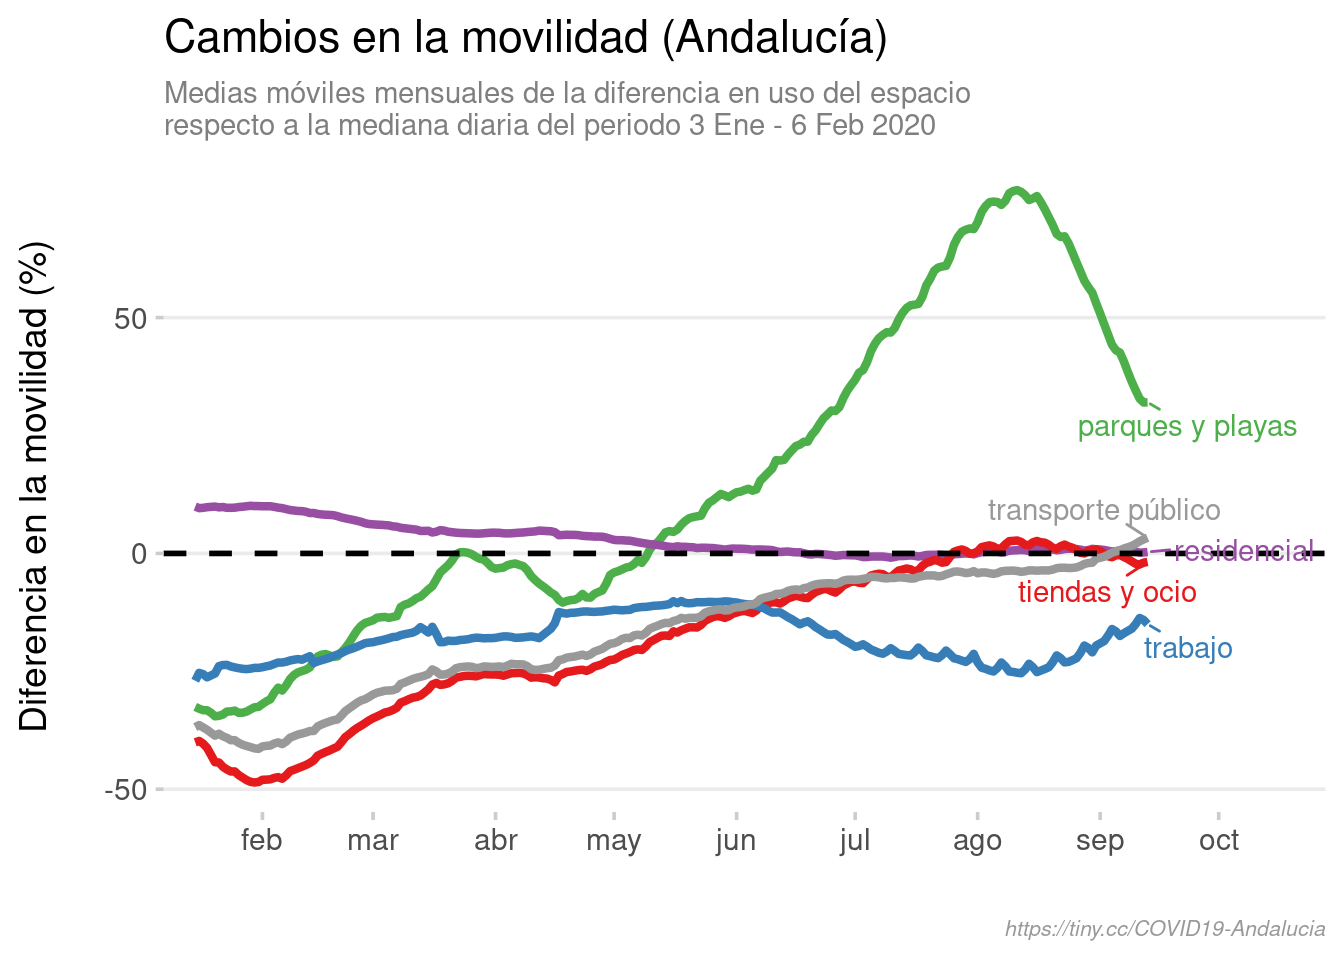 Cambios en la movilidad (Andalucía)
Medias móviles mensuales de la diferencia en uso del espacio
respecto a la mediana diaria del periodo 3 Ene - 6 Feb 2020
Diferencia en la movilidad (%)
50
0
-50
parques y playas
transporte público
residencial
tiendas y ocio
trabajo
feb mar abr may jun jul ago sep oct
https://tiny.cc/COVID19-Andalucia